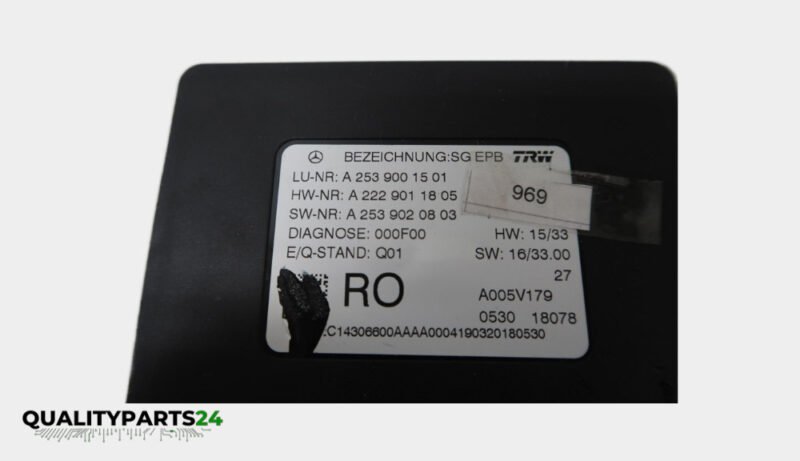 BEZEICHNUNG:SG EPB TRW
LU-NR: A 253 900 15 01
HW-NR: A 222 901 18 05
969
SW-NR: A 253 902 08 03
DIAGNOSE: 000F00 HW: 15/33
E/Q-STAND: Q01 SW: 16/33.00
27
RO A005V179
0530 18078
C14306600AAAA0004190320180530
QUALITYPARTS24